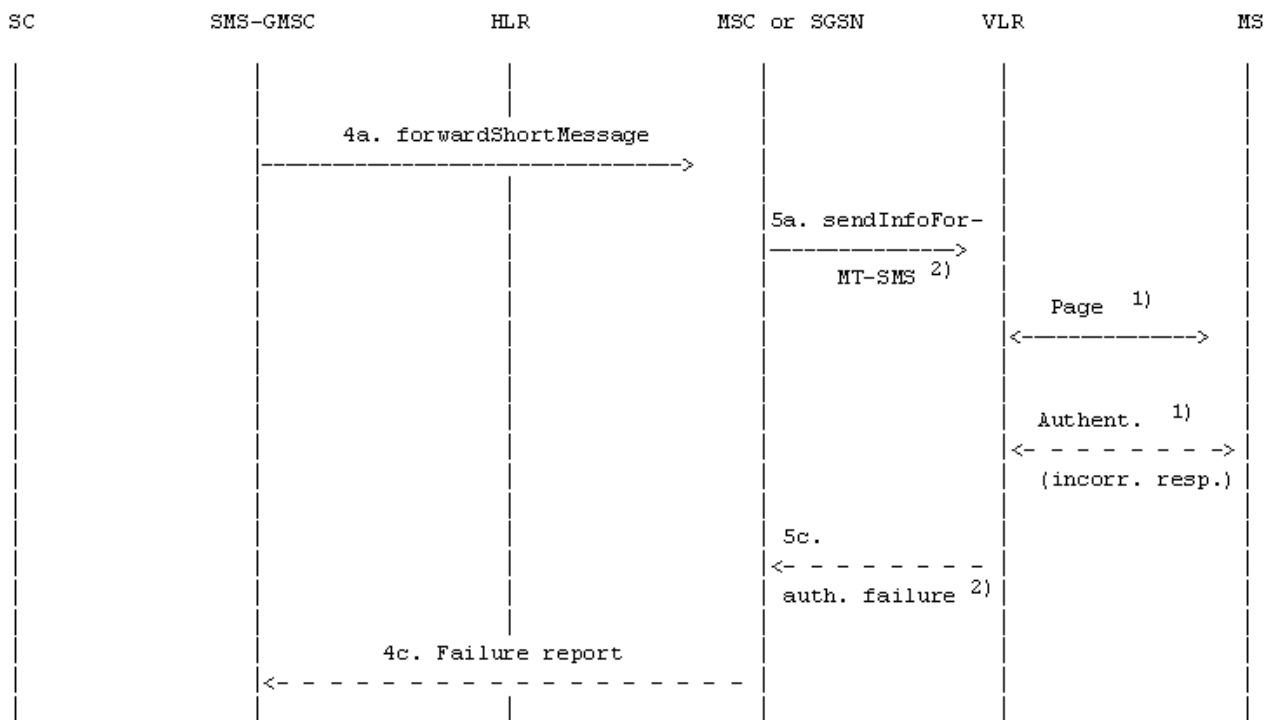 SC SMS-GMSC HLR MSC or SGSN VLR MS
4a. forwardShortMessage
5a. sendInfoFor-
MT-SMS 2)
Page 1)
Authent. 1)
(incorr. resp.)
5c.
auth. failure 2)
4c. Failure report